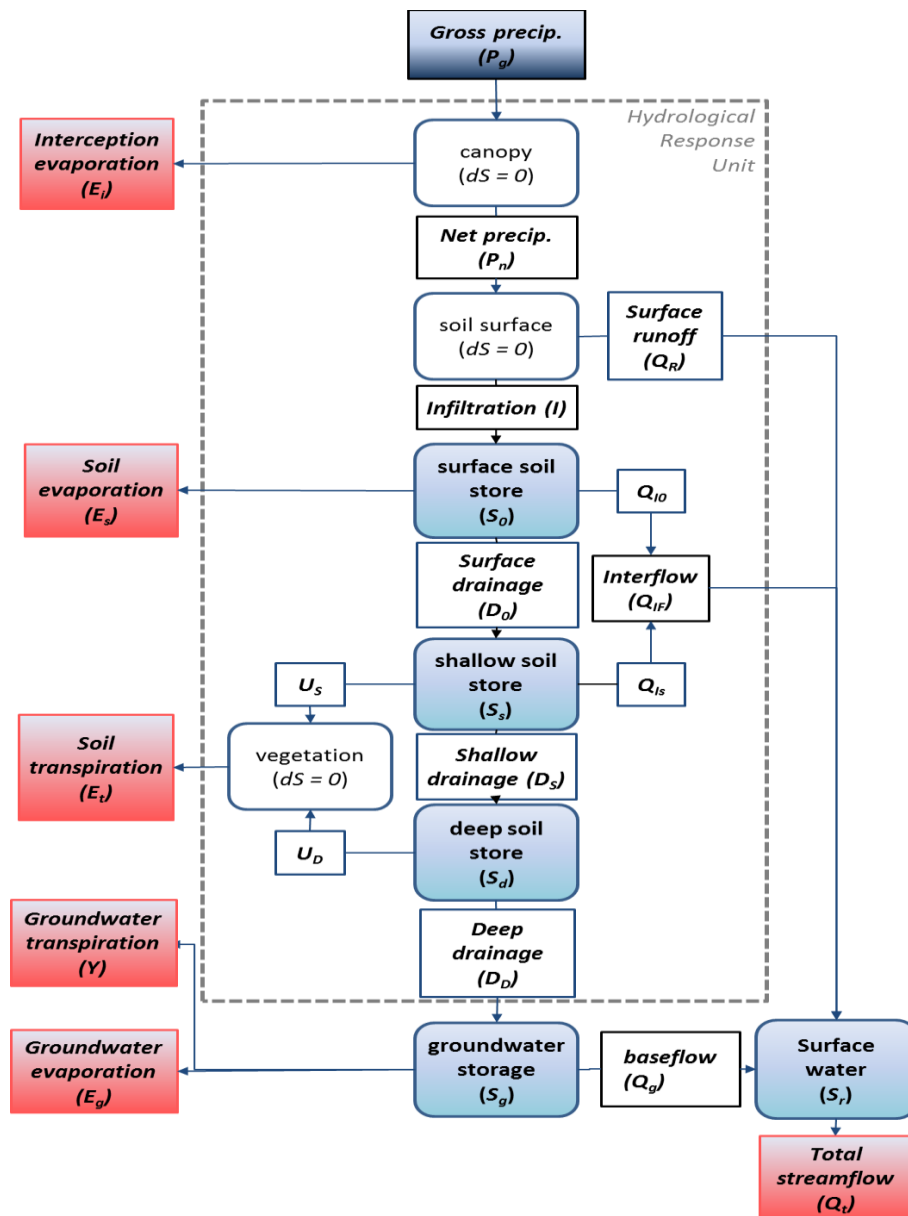 Gross precip.
(Pg)
Hydrological
Response
Unit
Interception
evaporation
(Ei)
canopy
(dS = 0)
Net precip.
(Pn)
soil surface
(dS = 0)
Surface
runoff
(QR)
Infiltration (I)
Soil
evaporation
(Es)
surface soil
store
(S0)
QI0
Surface
drainage
(D0)
Interflow
(QIF)
shallow soil
store
(Ss)
US
QIs
Soil
transpiration
(Et)
vegetation
(dS = 0)
Shallow
drainage (DS)
UD
deep soil
store
(Sd)
Groundwater
transpiration
(Y)
Deep
drainage
(DD)
Groundwater
evaporation
(Eg)
groundwater
storage
(Sg)
baseflow
(Qg)
Surface
water
(Sr)
Total
streamflow
(Qt)